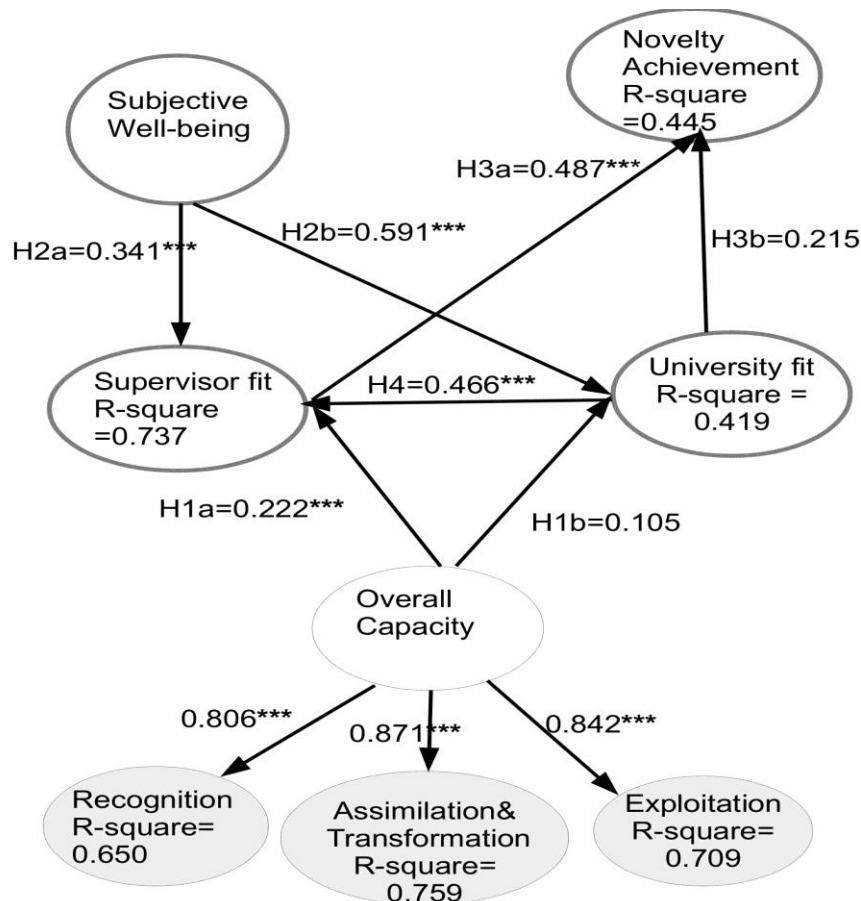 Novelty
Achievement
R-square
=0.445
Subjective
Well-being
H3a=0.487***
H2b=0.591***
H2a=0.341***
H3b=0.215
Supervisor fit
R-square
=0.737
H4=0.466***
University fit
R-square =
0.419
H1a=0.222***
H1b=0.105
Overall
Capacity
0.806***
0.871***
0.842***
Recognition
R-square=
0.650
Assimilation&
Transformation
R-square=
0.759
Exploitation
R-square=
0.709